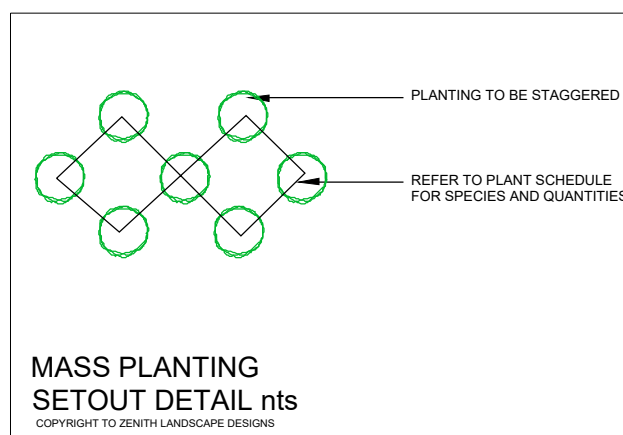 PLANTING TO BE STAGGERED
REFER TO PLANT SCHEDULE
FOR SPECIES AND QUANTITIES
MASS PLANTING
SETOUT DETAIL nts
COPYRIGHT TO ZENITH LANDSCAPE DESIGNS